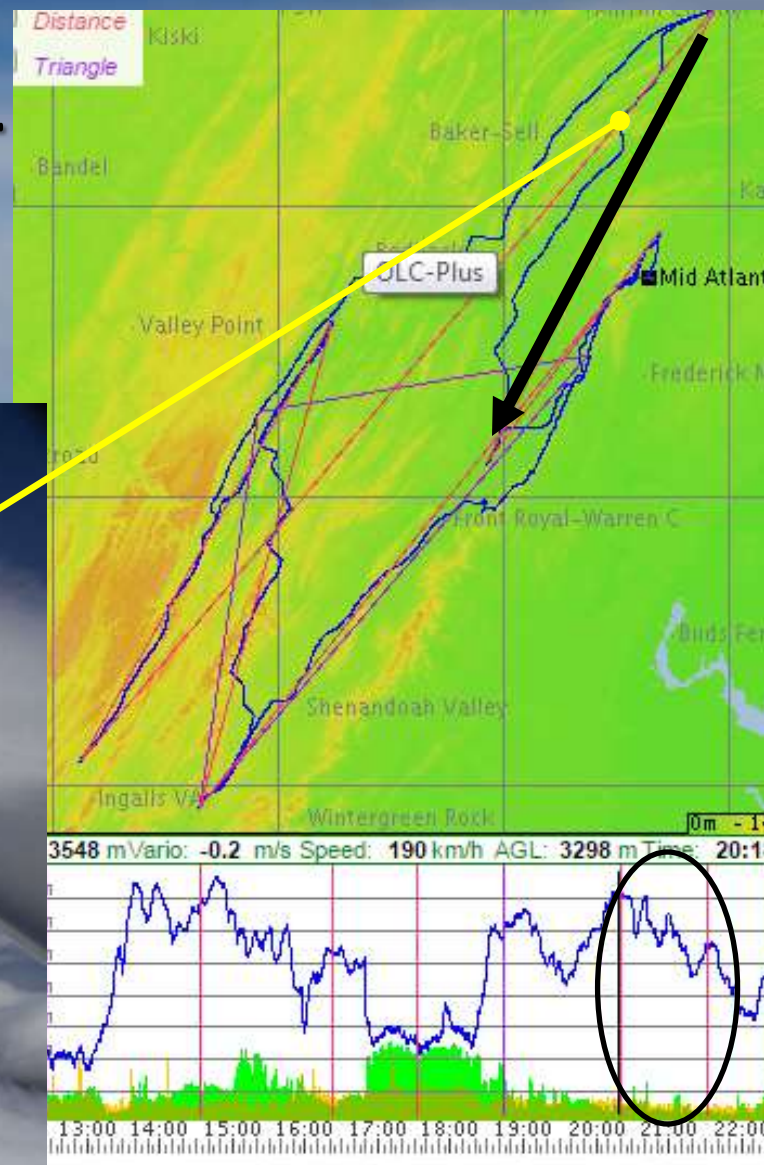 Distance
Kiski
Triangle
Baker-Sell
Bandel
OLC-Plus
Mid Atlant
Valley Point
Frederick M
road
Front Royal-Warren C
Buds Fer
Shenandoah Valley
Ingalls VA
Wintergreen Rock
0m - 1
3548 m Vario: -0.2 m/s Speed: 190 km/h AGL: 3298 m Time: 20:1
13:00 14:00 15:00 16:00 17:00 18:00 19:00 20:00 21:00 22:00